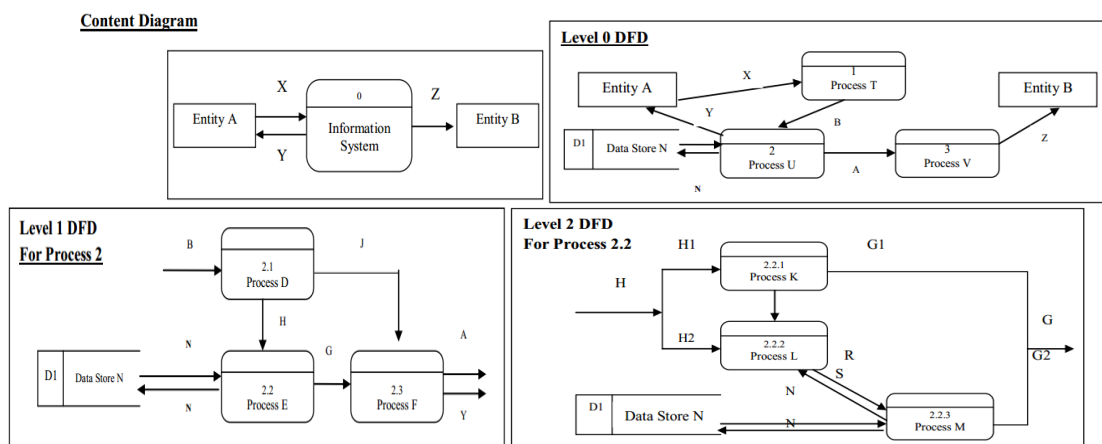 Content Diagram
X
Z
0
Entity A
Information
System
Entity B
Y
Level 0 DFD
X
1
Process T
Entity A
Entity B
Y
B
D1
Data Store N
2
Process U
3
Process V
Z
A
N
Level 1 DFD
For Process 2
B
J
2.1
Process D
H
A
N
G
D1
Data Store N
2.2
Process E
2.3
Process F
N
Y
Level 2 DFD
For Process 2.2
H1
G1
2.2.1
Process K
H
G
H2
2.2.2
Process L
R
S
G2
N
D1
Data Store N
N
2.2.3
Process M